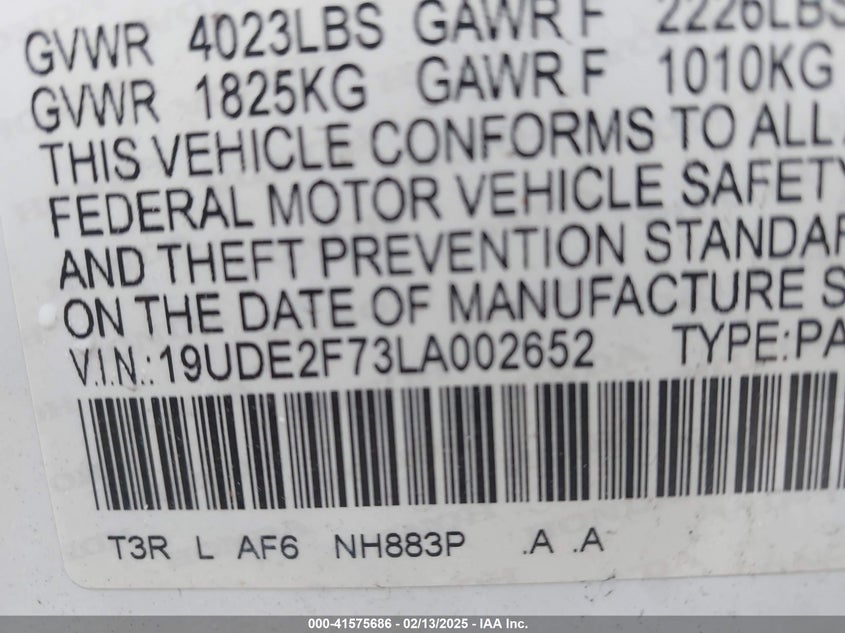 GVWR 4023LBS GAWR F 2226LBS
GVWR 1825KG GAWR F 1010KG
THIS VEHICLE CONFORMS TO ALL
FEDERAL MOTOR VEHICLE SAFETY
AND THEFT PREVENTION STANDAR
ON THE DATE OF MANUFACTURE S
V.I.N.: 19UDE2F73LA002652 TYPE:PA
T3R L AF6 NH883P .A .A
000-41575686 - 02/13/2025 - IAA Inc.